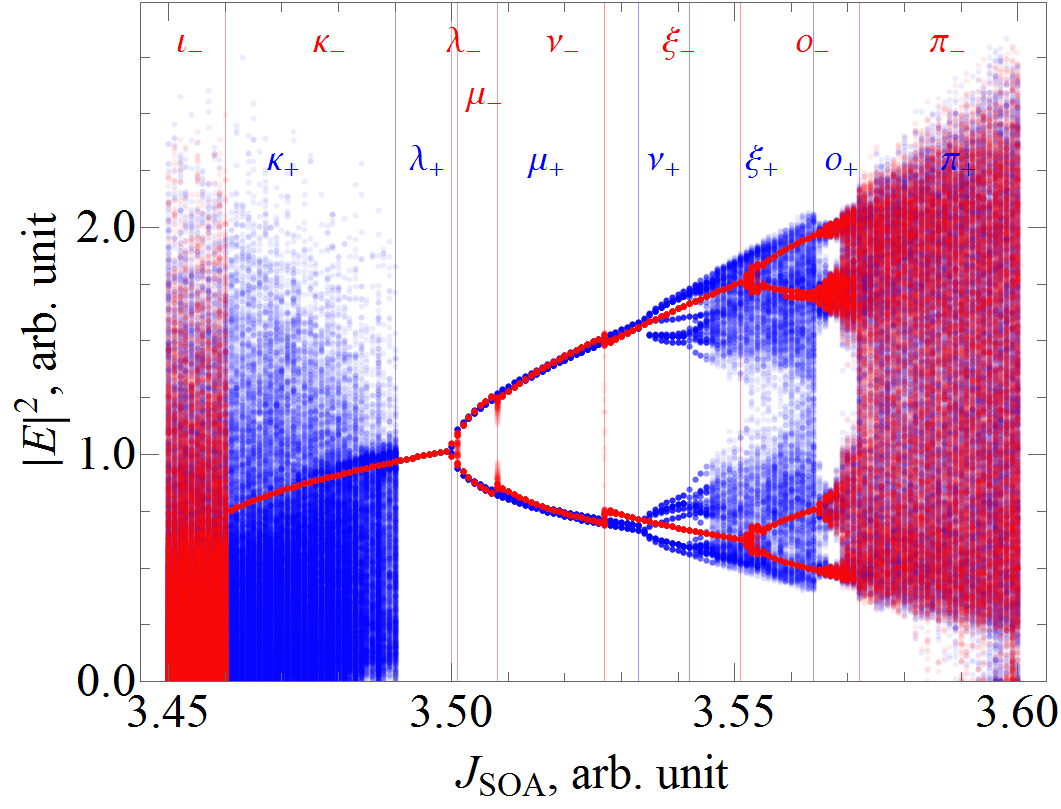 ι− κ− λ− ν− ξ− ο− π−
μ−
κ+ λ+ μ+ ν+ ξ+ ο+ π+
2.0
1.0
0.0
|E|², arb. unit
3.45 3.50 3.55 3.60
J_SOA, arb. unit